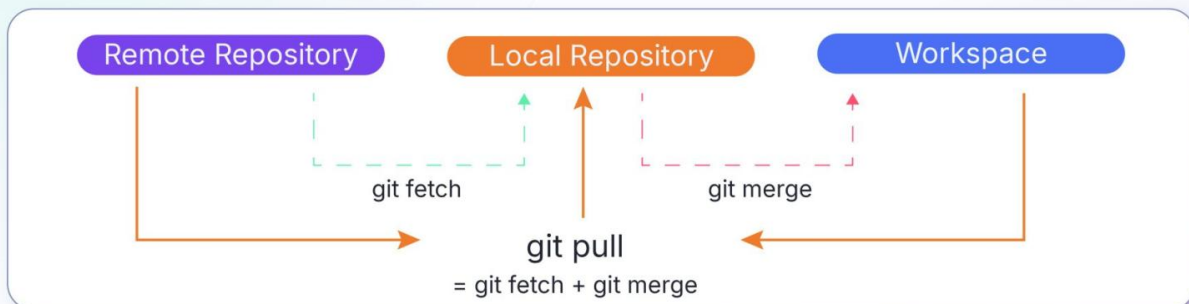 Remote Repository
Local Repository
Workspace
git fetch
git merge
git pull
= git fetch + git merge